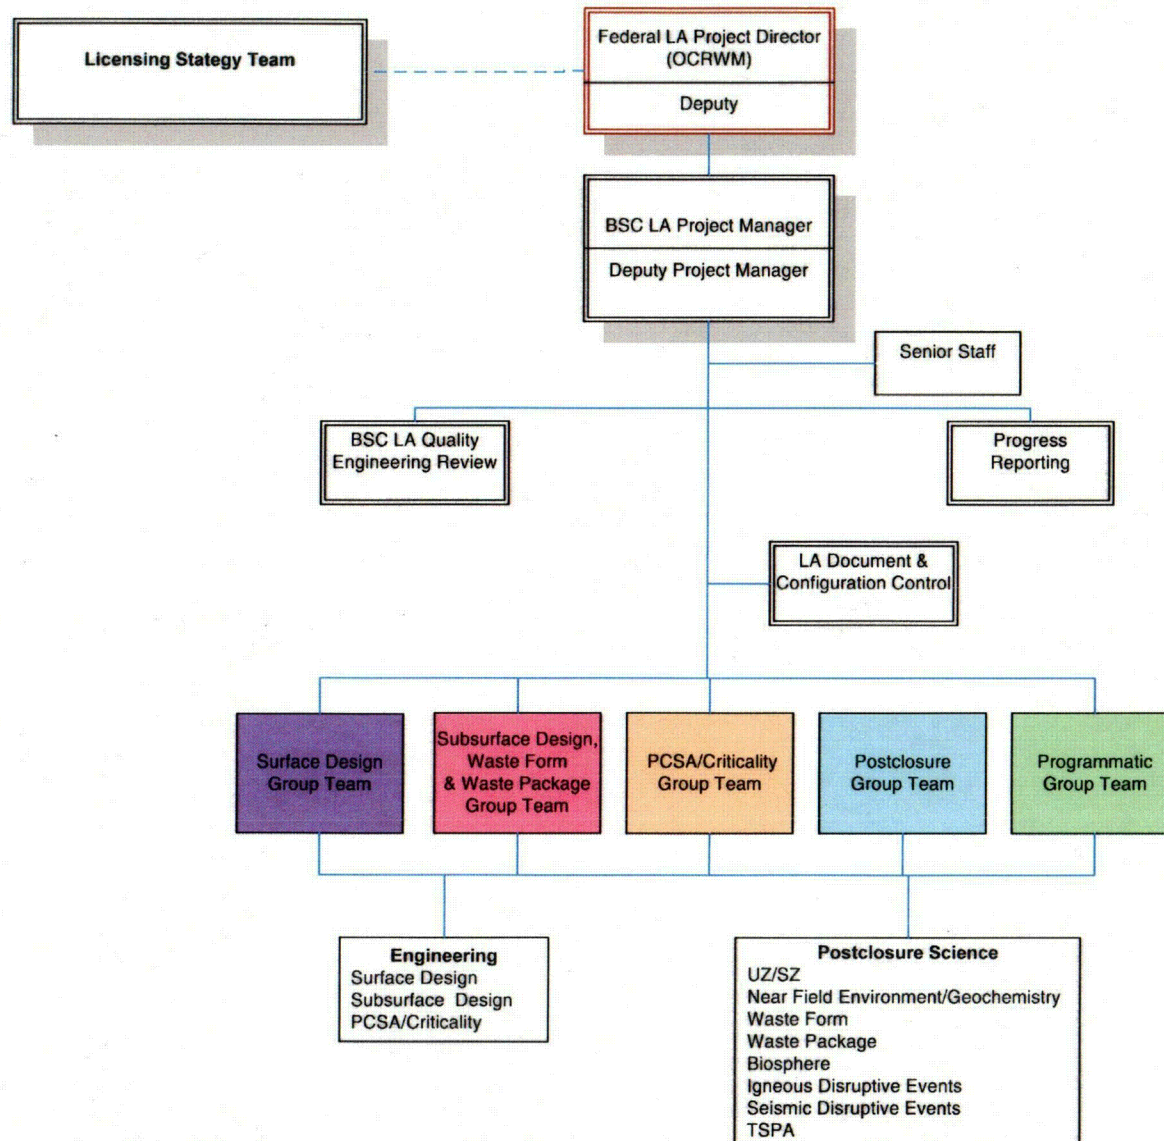 Licensing Stategy Team
Federal LA Project Director
(OCRWM)
Deputy
BSC LA Project Manager
Deputy Project Manager
Senior Staff
BSC LA Quality
Engineering Review
Progress
Reporting
LA Document &
Configuration Control
Surface Design
Group Team
Subsurface Design,
Waste Form
& Waste Package
Group Team
PCSA/Criticality
Group Team
Postclosure
Group Team
Programmatic
Group Team
Engineering
Surface Design
Subsurface Design
PCSA/Criticality
Postclosure Science
UZ/SZ
Near Field Environment/Geochemistry
Waste Form
Waste Package
Biosphere
Igneous Disruptive Events
Seismic Disruptive Events
TSPA